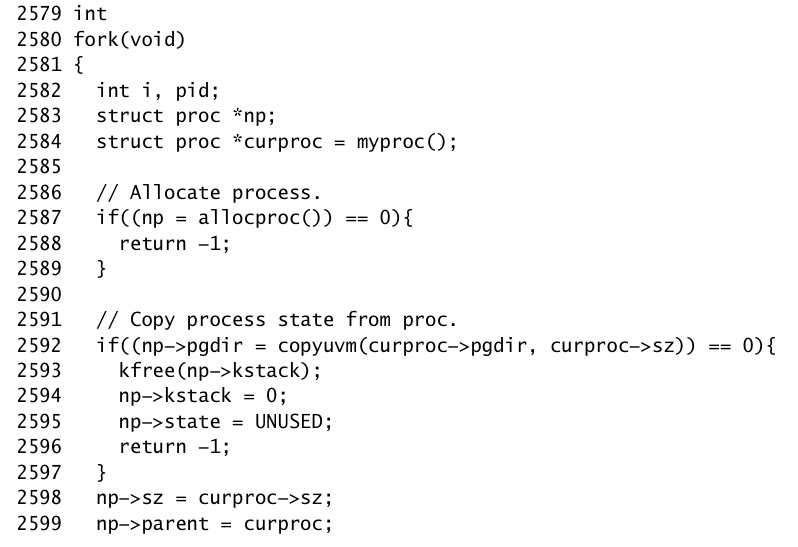 2579 int
2580 fork(void)
2581 {
2582   int i, pid;
2583   struct proc *np;
2584   struct proc *curproc = myproc();
2585
2586   // Allocate process.
2587   if((np = allocproc()) == 0){
2588     return -1;
2589   }
2590
2591   // Copy process state from proc.
2592   if((np->pgdir = copyuvm(curproc->pgdir, curproc->sz)) == 0){
2593     kfree(np->kstack);
2594     np->kstack = 0;
2595     np->state = UNUSED;
2596     return -1;
2597   }
2598   np->sz = curproc->sz;
2599   np->parent = curproc;